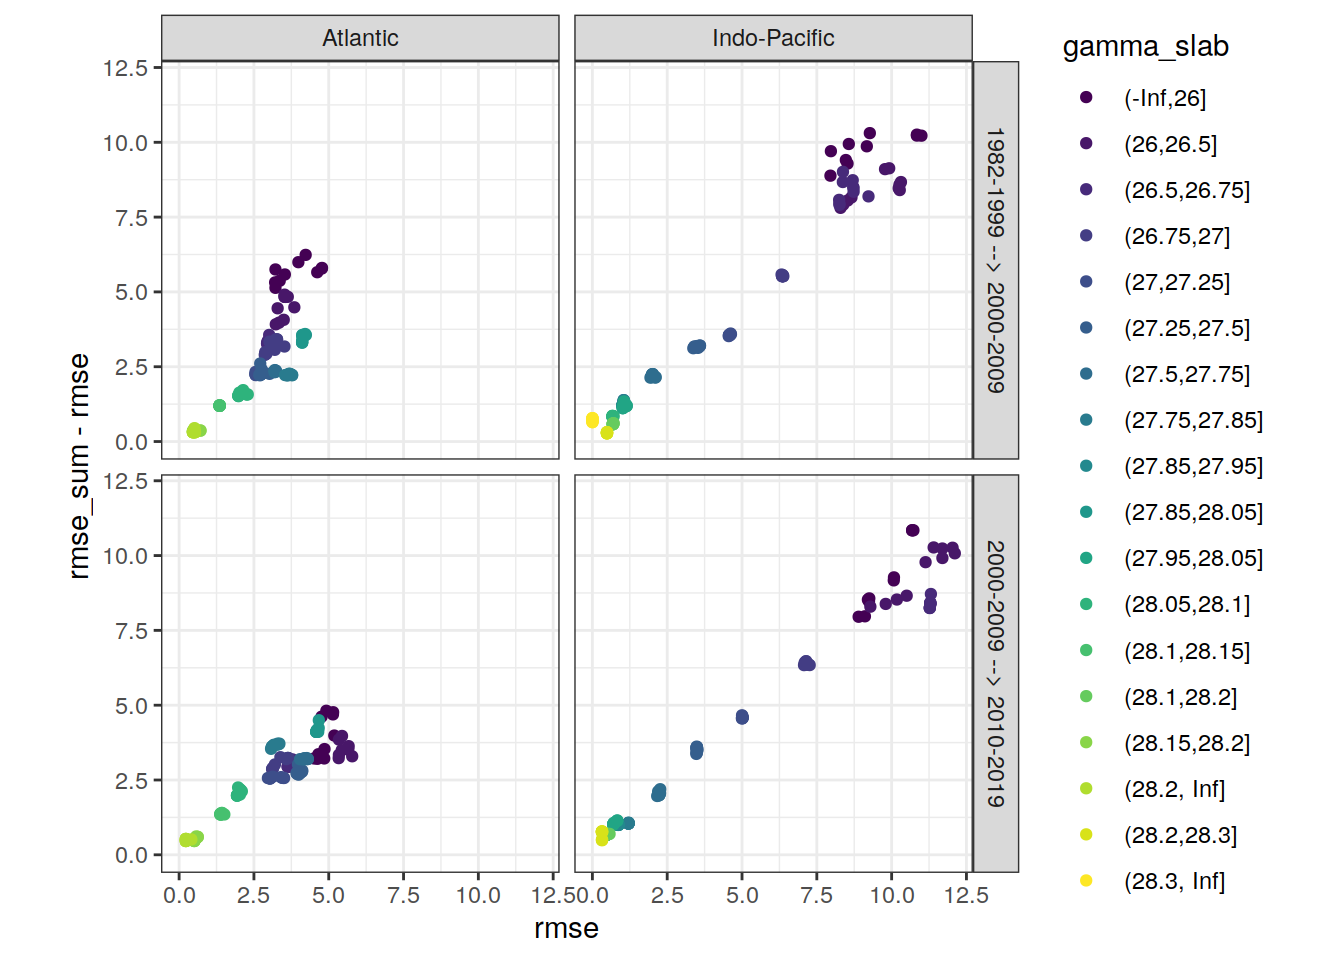 Atlantic
Indo-Pacific
12.5
10.0
7.5
5.0
2.5
0.0
1982-1999 --> 2000-2009
12.5
10.0
7.5
5.0
2.5
0.0
2000-2009 --> 2010-2019
0.0 2.5 5.0 7.5 10.0 12.5
0.0 2.5 5.0 7.5 10.0 12.5
rmse
rmse_sum - rmse
gamma_slab
(-Inf,26]
(26,26.5]
(26.5,26.75]
(26.75,27]
(27,27.25]
(27.25,27.5]
(27.5,27.75]
(27.75,27.85]
(27.85,27.95]
(27.85,28.05]
(27.95,28.05]
(28.05,28.1]
(28.1,28.15]
(28.1,28.2]
(28.15,28.2]
(28.2, Inf]
(28.2,28.3]
(28.3, Inf]